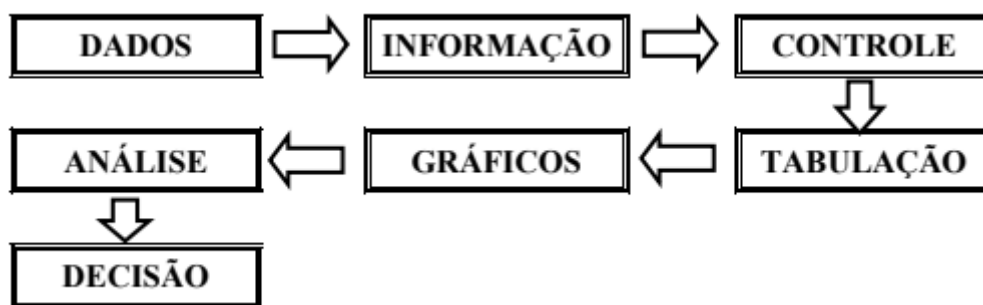 DADOS
INFORMAÇÃO
CONTROLE
TABULAÇÃO
GRÁFICOS
ANÁLISE
DECISÃO